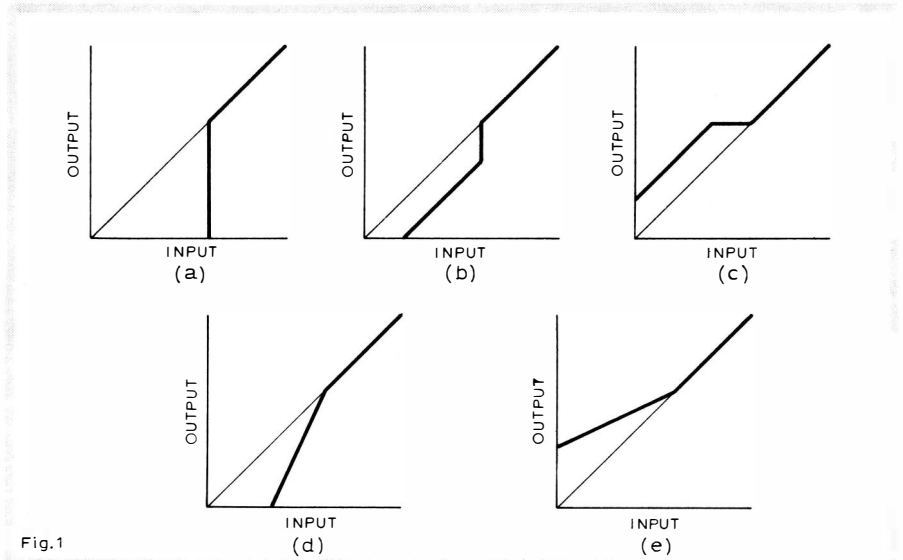 OUTPUT
INPUT
(a)
OUTPUT
INPUT
(b)
OUTPUT
INPUT
(c)
OUTPUT
INPUT
(d)
OUTPUT
INPUT
(e)
Fig.1